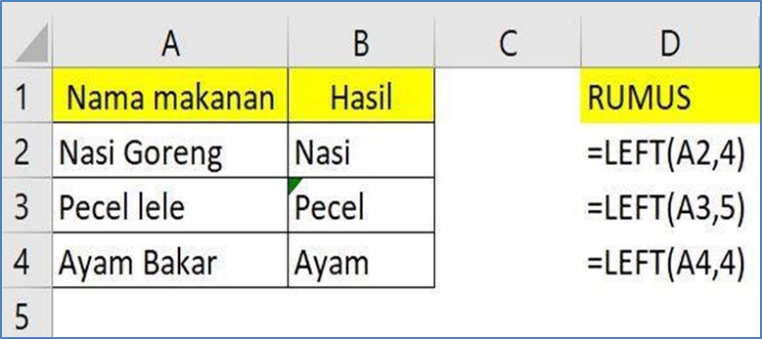 A B C D
1 Nama makanan Hasil RUMUS
2 Nasi Goreng Nasi =LEFT(A2,4)
3 Pecel lele Pecel =LEFT(A3,5)
4 Ayam Bakar Ayam =LEFT(A4,4)
5